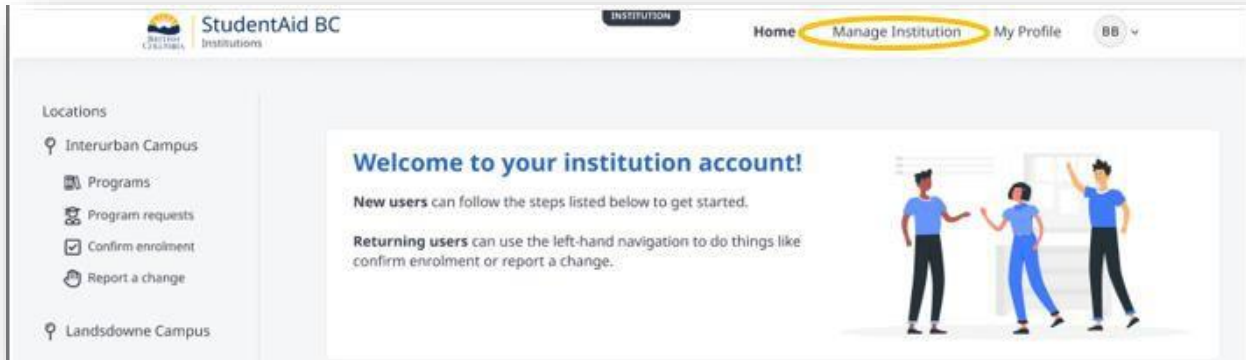 BRITISH
COLUMBIA
StudentAid BC
Institutions
INSTITUTION
Home Manage Institution My Profile BB
Locations
Interurban Campus
Programs
Program requests
Confirm enrolment
Report a change
Landsdowne Campus
Welcome to your institution account!
New users can follow the steps listed below to get started.
Returning users can use the left-hand navigation to do things like
confirm enrolment or report a change.